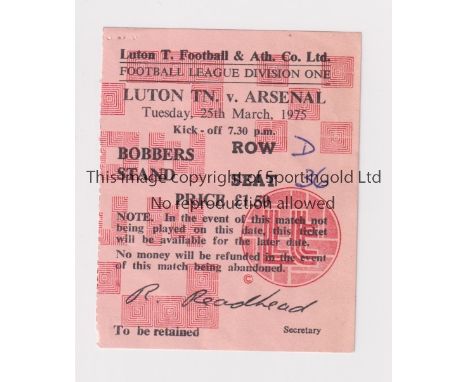 Luton T. Football & Ath. Co. Ltd.
FOOTBALL LEAGUE DIVISION ONE
LUTON TN. v. ARSENAL
Tuesday, 25th March, 1975
Kick-off 7.30 p.m.
BOBBERS ROW D
STAND SEAT 36
This image copyright of SportingOld LTD
PRICE £1.50
No reproduction allowed
NOTE. In the event of this match not
being played on this date, this ticket
will be available for the later date.
No money will be refunded in the event
of this match being abandoned.
©
R. Readhead
To be retained Secretary